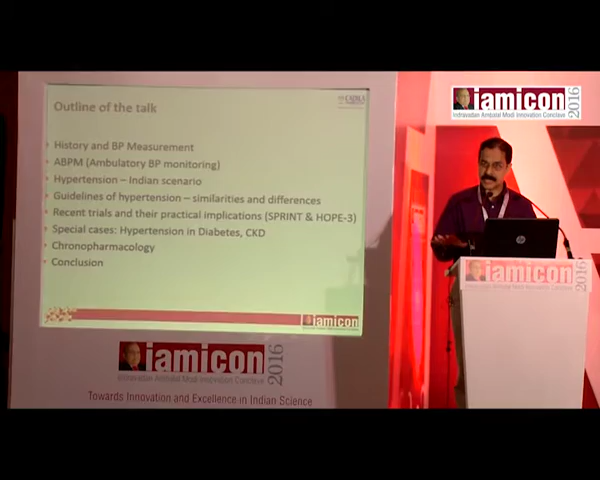 Outline of the talk
History and BP Measurement
ABPM (Ambulatory BP monitoring)
Hypertension – Indian scenario
Guidelines of hypertension – similarities and differences
Recent trials and their practical implications (SPRINT & HOPE-3)
Special cases: Hypertension in Diabetes, CKD
Chronopharmacology
Conclusion
iamicon
iamicon 2016
Indravadan Ambalal Modi Innovation Conclave
Towards Innovation and Excellence in Indian Science
iamicon 2016
Indravadan Ambalal Modi Innovation Conclave
hp
iamicon 2016
Indravadan Ambalal Modi Innovation Conclave